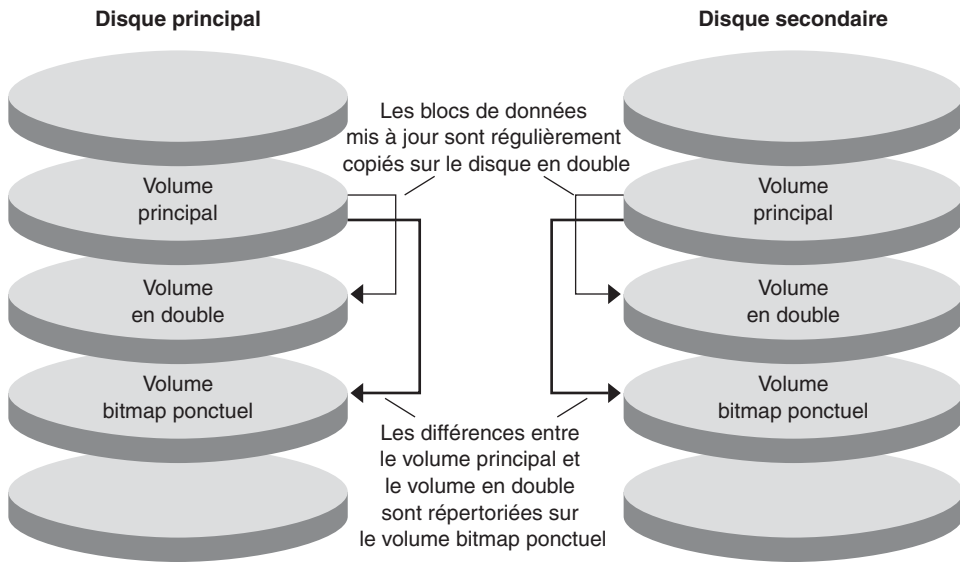 Disque principal
Disque secondaire
Les blocs de données
mis à jour sont régulièrement
copiés sur le disque en double
Volume
principal
Volume
principal
Volume
en double
Volume
en double
Volume
bitmap ponctuel
Volume
bitmap ponctuel
Les différences entre
le volume principal et
le volume en double
sont répertoriées sur
le volume bitmap ponctuel